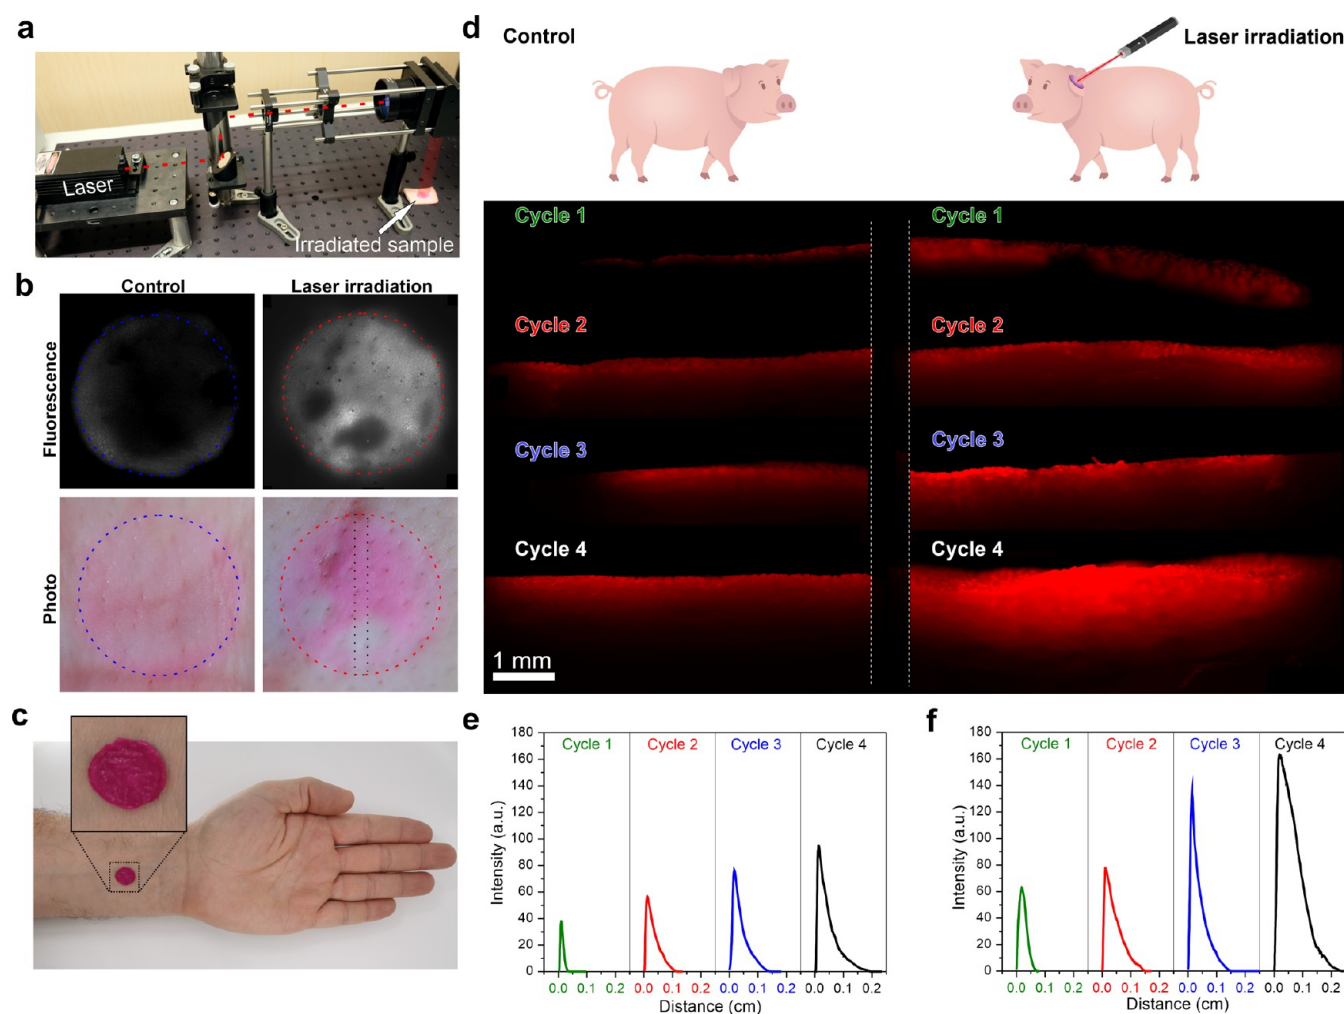 a
Laser
Irradiated sample
b
Control
Laser irradiation
Fluorescence
Photo
c
d
Control
Laser irradiation
Cycle 1
Cycle 1
Cycle 2
Cycle 2
Cycle 3
Cycle 3
Cycle 4
Cycle 4
1 mm
e
Intensity (a.u.)
180
160
140
120
100
80
60
40
20
0
Cycle 1
Cycle 2
Cycle 3
Cycle 4
0.0 0.1 0.2 0.0 0.1 0.2 0.0 0.1 0.2 0.0 0.1 0.2
Distance (cm)
f
Intensity (a.u.)
180
160
140
120
100
80
60
40
20
0
Cycle 1
Cycle 2
Cycle 3
Cycle 4
0.0 0.1 0.2 0.0 0.1 0.2 0.0 0.1 0.2 0.0 0.1 0.2
Distance (cm)